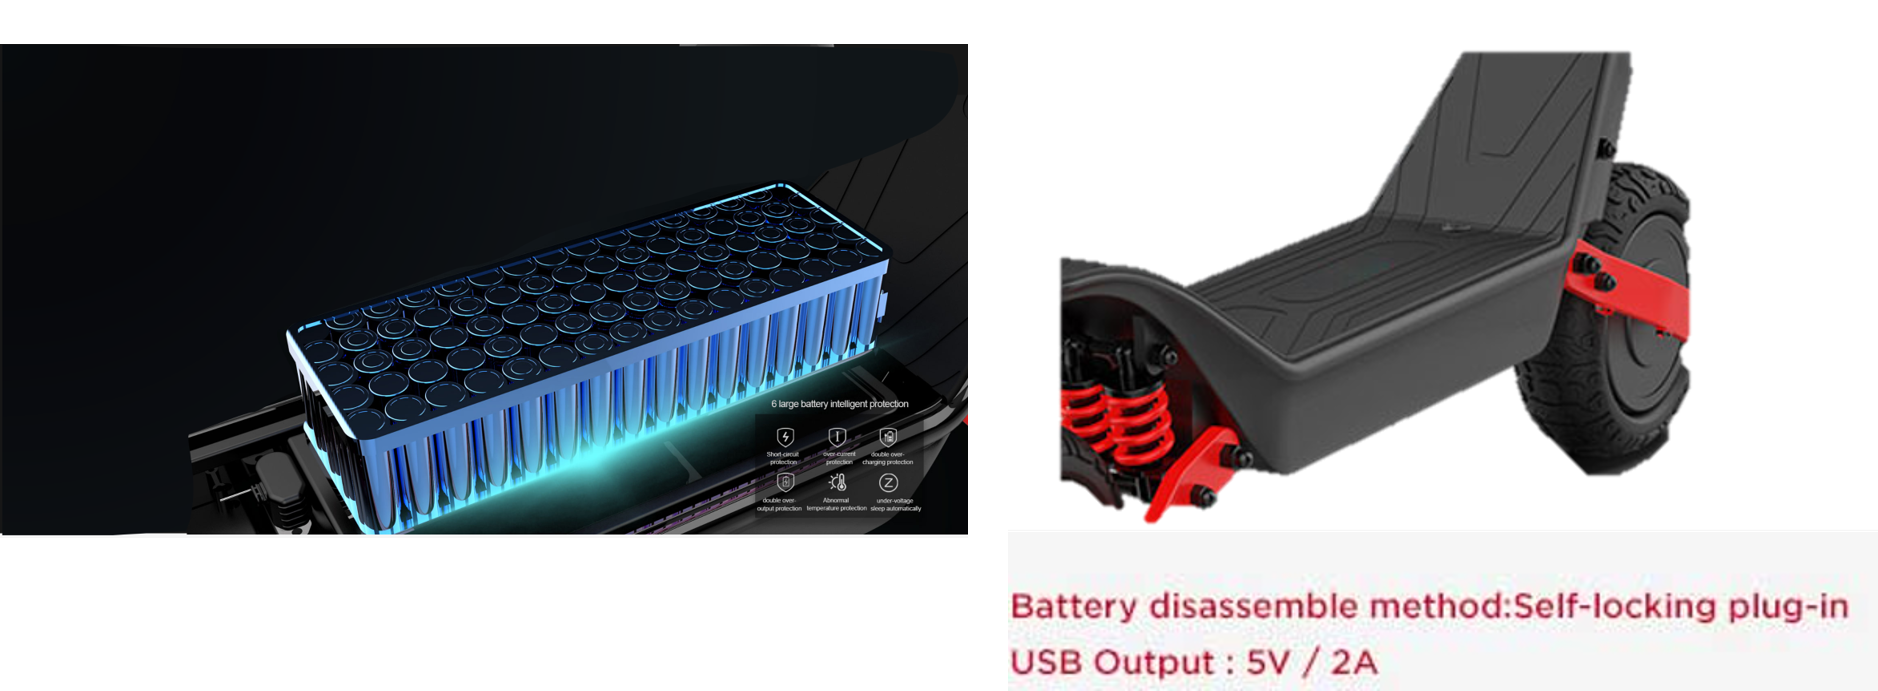 6 large battery intelligent protection
Short-circuit
protection
over-current
protection
double over-
charging protection
double over-
output protection
Abnormal
temperature protection
under-voltage
sleep automatically
Battery disassemble method:Self-locking plug-in
USB Output : 5V / 2A